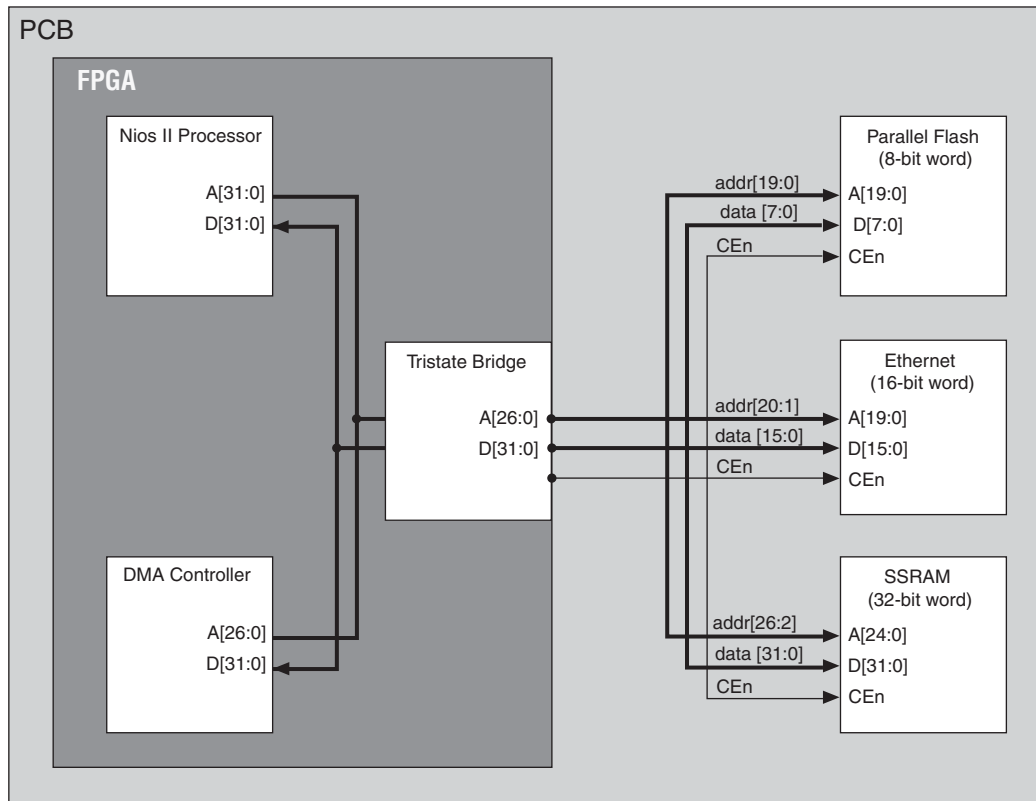 PCB
FPGA
Nios II Processor
A[31:0]
D[31:0]
Tristate Bridge
A[26:0]
D[31:0]
DMA Controller
A[26:0]
D[31:0]
addr[19:0]
data [7:0]
CEn
Parallel Flash
(8-bit word)
A[19:0]
D[7:0]
CEn
addr[20:1]
data [15:0]
CEn
Ethernet
(16-bit word)
A[19:0]
D[15:0]
CEn
addr[26:2]
data [31:0]
CEn
SSRAM
(32-bit word)
A[24:0]
D[31:0]
CEn